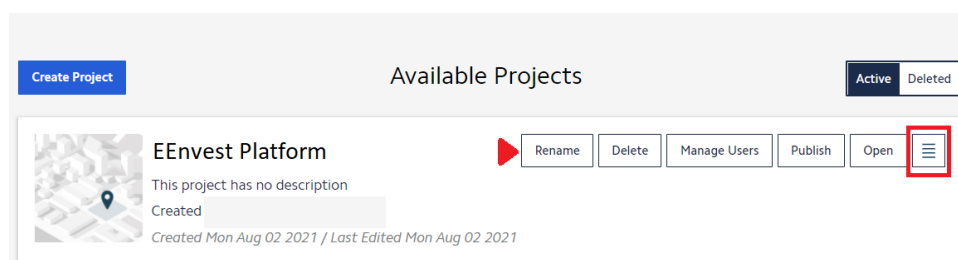 Create Project
Available Projects
Active Deleted
EEnvest Platform
Rename Delete Manage Users Publish Open
This project has no description
Created
Created Mon Aug 02 2021 / Last Edited Mon Aug 02 2021